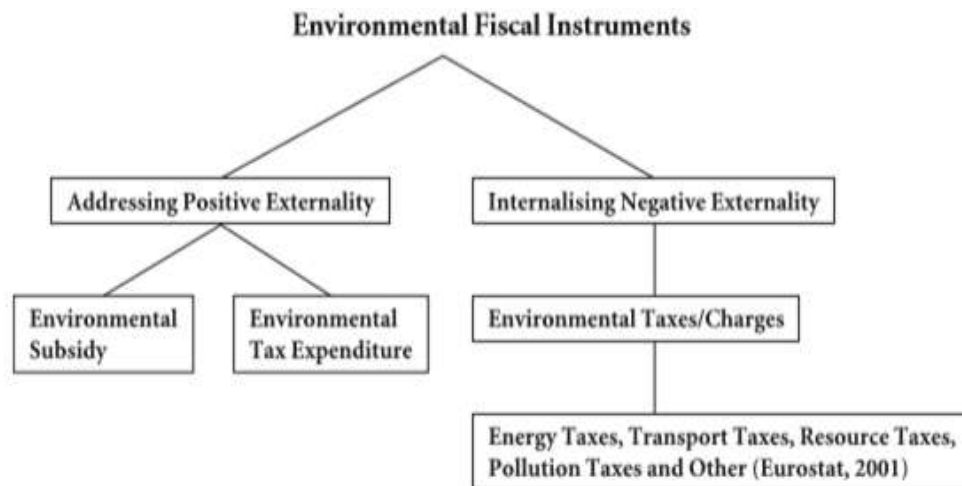 Environmental Fiscal Instruments
Addressing Positive Externality
Internalising Negative Externality
Environmental
Subsidy
Environmental
Tax Expenditure
Environmental Taxes/Charges
Energy Taxes, Transport Taxes, Resource Taxes,
Pollution Taxes and Other (Eurostat, 2001)